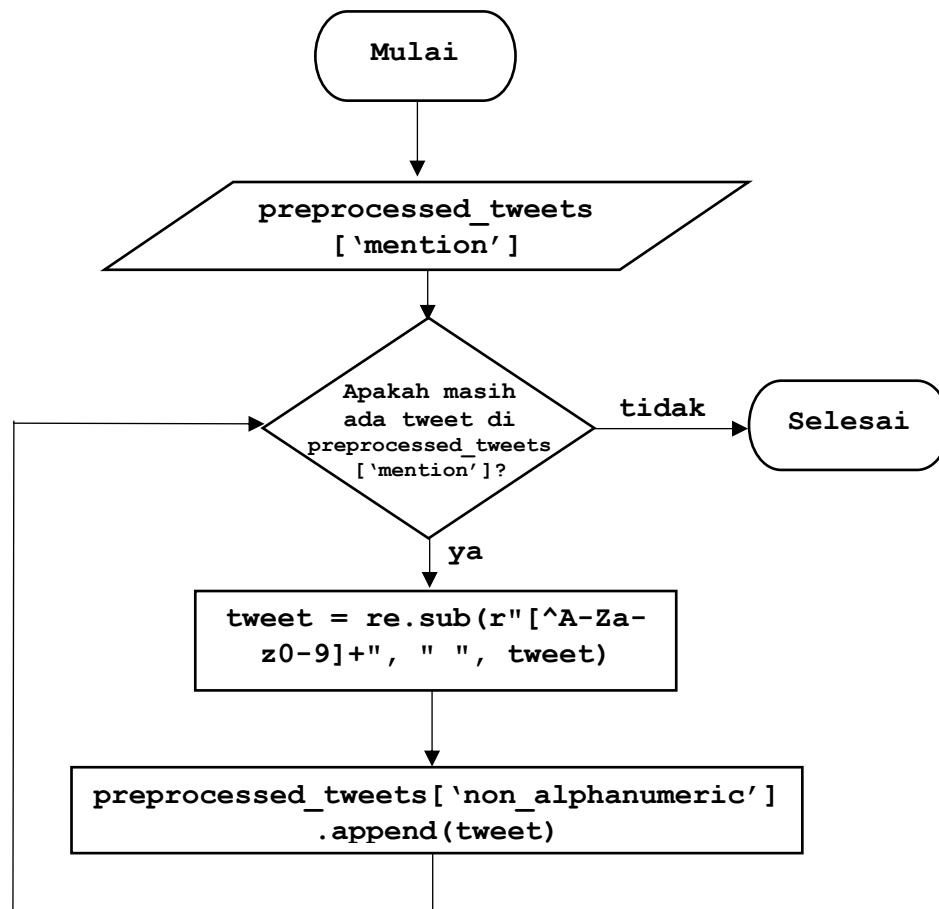 Mulai
preprocessed_tweets
[‘mention’]
Apakah masih
ada tweet di
preprocessed_tweets
[‘mention’]?
tidak
Selesai
ya
tweet = re.sub(r"[^A-Za-
z0-9]+", " ", tweet)
preprocessed_tweets[‘non_alphanumeric’]
.append(tweet)